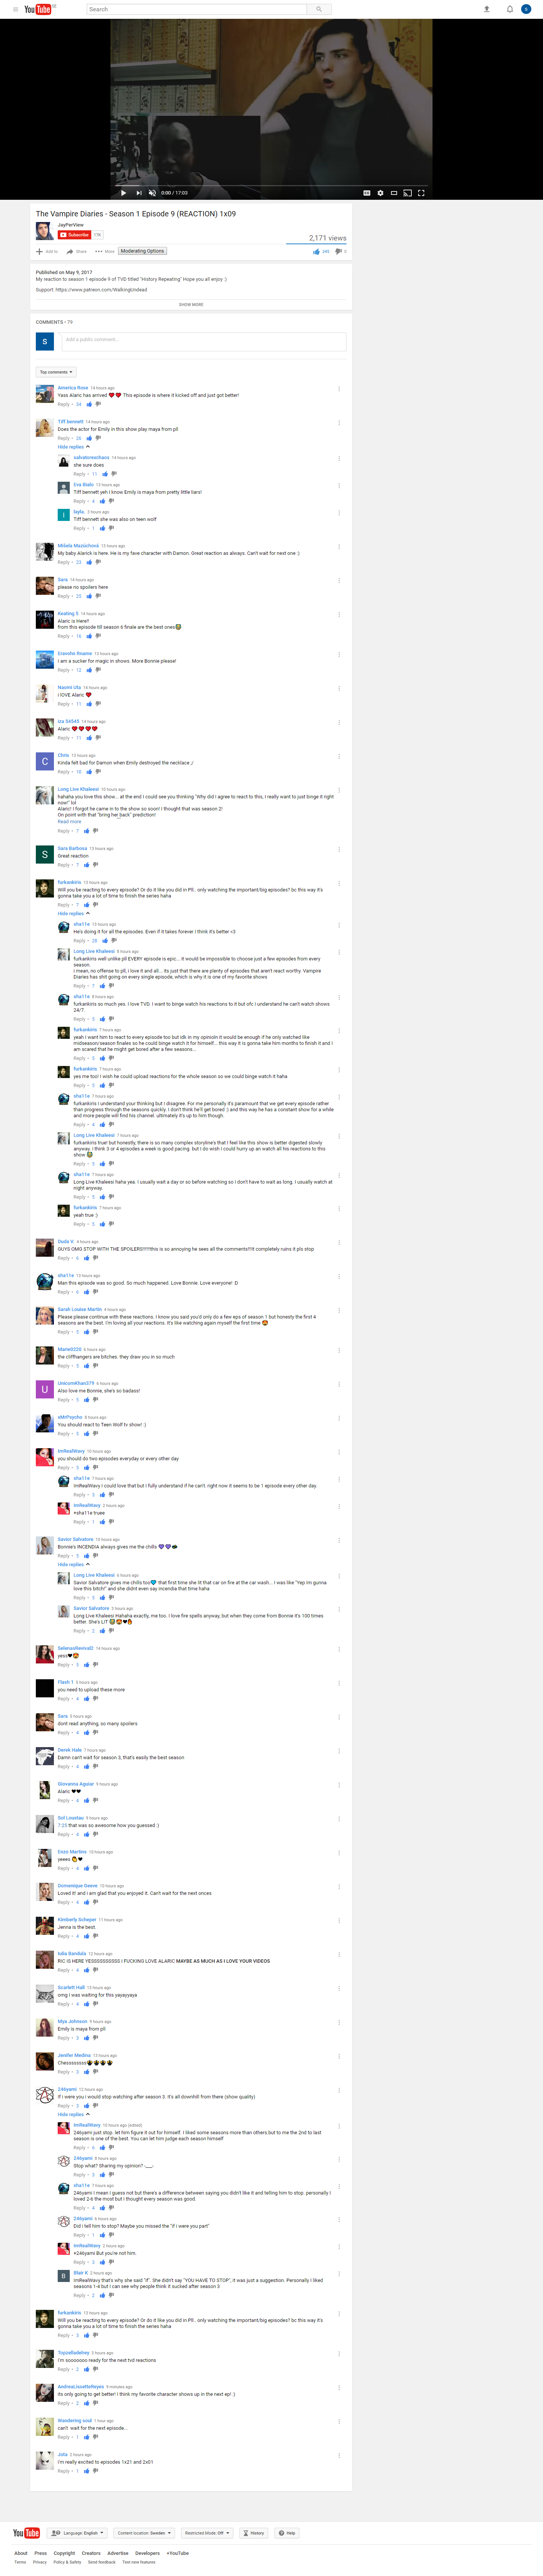 YouTube SE
Search
S
0:00 / 17:03
The Vampire Diaries - Season 1 Episode 9 (REACTION) 1x09
JayPerView
Subscribe 17K
2,171 views
Add to Share More Moderating Options
245 0
Published on May 9, 2017
My reaction to season 1 episode 9 of TVD titled "History Repeating" Hope you all enjoy :)
Support: https://www.patreon.com/WalkingUndead
SHOW MORE
COMMENTS • 79
S
Add a public comment...
Top comments
America Rose 14 hours ago
Yass Alaric has arrived ❤️ ❤️ This episode is where it kicked off and just got better!
Reply • 34
Tiff bennett 14 hours ago
Does the actor for Emily in this show play maya from pll
Reply • 26
Hide replies
salvatoreschaos 14 hours ago
she sure does
Reply • 11
Eva Bialo 13 hours ago
Tiff bennett yeh I know Emily is maya from pretty little liars!
Reply • 4
l
layla. 3 hours ago
Tiff bennett she was also on teen wolf
Reply • 1
Mišela Maziúchová 13 hours ago
My baby Alarick is here. He is my fave character with Damon. Great reaction as always. Can't wait for next one :)
Reply • 23
Sara 14 hours ago
please no spoilers here
Reply • 25
Keating 5 14 hours ago
Alaric is Here!!
from this episode till season 6 finale are the best ones
Reply • 16
Eravefer Rname 13 hours ago
I am a sucker for magic in shows. More Bonnie please!
Reply • 12
Naomi Uta 14 hours ago
I lOVE Alaric ❤️
Reply • 11
iza 54545 14 hours ago
Alaric ❤️ ❤️ ❤️ ❤️
Reply • 11
C
Chris 13 hours ago
Kinda felt bad for Damon when Emily destroyed the necklace ;/
Reply • 10
Long Live Khaleesi 10 hours ago
hahaha you love this show... at the end I could see you thinking "Why did I agree to react to this, I really want to just binge it right
now!" lol
Alaric! I forgot he came in to the show so soon! I thought that was season 2!
On point with that "bring her back" prediction!
Read more
Reply • 7
S
Sara Barbosa 13 hours ago
Great reaction
Reply • 7
furkankiris 13 hours ago
Will you be reacting to every episode? Or do it like you did in Pll.. only watching the important/big episodes? bc this way it's
gonna take you a lot of time to finish the series haha
Reply • 7
Hide replies
sha11e 13 hours ago
He's doing it for all the episodes. Even if it takes forever I think it's better <3
Reply • 28
Long Live Khaleesi 8 hours ago
furkankiris well unlike pll EVERY episode is epic... it would be impossible to choose just a few episodes from every
season.
I mean, no offense to pll, i love it and all... its just that there are plenty of episodes that aren't react worthy. Vampire
Diaries has shit going on every single episode, which is why it is one of my favorite shows
Reply • 7
sha11e 8 hours ago
furkankiris so much yes. I love TVD. I want to binge watch his reactions to it but ofc I understand he can't watch shows
24/7.
Reply • 3
furkankiris 7 hours ago
yeah I want him to react to every episode too but idk in my opinion it would be enough if he only watched like
midseason/season finales so he could binge watch it for himself... this way it is gonna take him months to finish it and I
am scared that he might get bored after a few seasons...
Reply • 3
furkankiris 7 hours ago
yes me too! I wish he could upload reactions for the whole season so we could binge watch it haha
Reply • 5
sha11e 7 hours ago
furkankiris I understand your thinking but I disagree. For me personally it's paramount that we get every episode rather
than progress through the seasons quickly. I don't think he'll get bored :) and this way he has a consistent show for a while
and more people will find his channel. ultimately it's up to him though.
Reply • 4
Long Live Khaleesi 7 hours ago
furkankiris true! but honestly, there is so many complex storyline's that I feel like this show is better digested slowly
anyway. i think 3 or 4 episodes a week is good pacing. but i do wish i could hurry up an watch all his reactions to this
show
Reply • 5
sha11e 7 hours ago
Long Live Khaleesi haha yea. I usually wait a day or so before watching so I don't have to wait as long. I usually watch at
night anyway.
Reply • 3
furkankiris 7 hours ago
yeah true :)
Reply • 5
Duda V. 4 hours ago
GUYS OMG STOP WITH THE SPOILERS!!!!!!this is so annoying he sees all the comments!!!It completely ruins it pls stop
Reply • 6
sha11e 13 hours ago
Man this episode was so good. So much happened. Love Bonnie. Love everyone! :D
Reply • 6
Sarah Louise Martin 4 hours ago
Please please continue with these reactions. I know you said you'd only do a few eps of season 1 but honestly the first 4
seasons are the best. I'm loving all your reactions. It's like watching again myself the first time 😍
Reply • 5
Marie0220 5 hours ago
the cliffhangers are bitches. they draw you in so much
Reply • 5
U
UnicornKhan379 6 hours ago
Also love me Bonnie, she's so badass!
Reply • 5
xMrPsycho 8 hours ago
You should react to Teen Wolf tv show! :)
Reply • 5
ImRealWavy 10 hours ago
you should do two episodes everyday or every other day
Reply • 5
sha11e 7 hours ago
ImRealWavy I could love that but I fully understand if he can't. right now it seems to be 1 episode every other day.
Reply • 3
ImRealWavy 2 hours ago
+sha11e truee
Reply • 1
Savior Salvatore 10 hours ago
Bonnie's INCENDIA always gives me the chills
Reply • 5
Hide replies
Long Live Khaleesi 6 hours ago
Savior Salvatore gives me chills too that first time she lit that car on fire at the car wash... I was like "Yep Im gunna
love this bitch!" and she didnt even say incendia that time haha
Reply • 5
Savior Salvatore 3 hours ago
Long Live Khaleesi Hahaha exactly, me too. I love fire spells anyway, but when they come from Bonnie it's 100 times
better. She's LIT
Reply • 2
SelenasRevival2 14 hours ago
yess❤😍
Reply • 5
Flash 1 3 hours ago
you need to upload these more
Reply • 4
Sara 5 hours ago
dont read anything, so many spoilers
Reply • 4
Derek Hale 7 hours ago
Damn can't wait for season 3, that's easily the best season
Reply • 4
Giovanna Aguiar 9 hours ago
Alaric ❤❤
Reply • 4
Sol Loustau 9 hours ago
7:25 that was so awesome how you guessed :)
Reply • 4
Enzo Martins 10 hours ago
yeees
Reply • 4
Domenique Geeve 10 hours ago
Loved it! and i am glad that you enjoyed it. Can't wait for the next onces
Reply • 4
Kimberly Scheper 11 hours ago
Jenna is the best.
Reply • 4
Iulia Bandula 12 hours ago
RIC IS HERE YESSSSSSSSSS I FUCKING LOVE ALARIC MAYBE AS MUCH AS I LOVE YOUR VIDEOS
Reply • 4
Scarlett Hall 13 hours ago
omg I was waiting for this yayayyaya
Reply • 4
Mya Johnson 9 hours ago
Emily is maya from pll
Reply • 3
Jenifer Medina 13 hours ago
Chesssssssss
Reply • 3
246yami 12 hours ago
If I were you i would stop watching after season 3. It's all downhill from there (show quality)
Reply • 3
Hide replies
ImRealWavy 10 hours ago (edited)
246yami just stop. let him figure it out for himself. I liked some seasons more than others but to me the 2nd to last
season is one of the best. You can let him judge each season himself
Reply • 6
246yami 8 hours ago
Stop what? Sharing my opinion? -___-
Reply • 3
sha11e 7 hours ago
246yami I mean I guess not but there's a difference between saying you didn't like it and telling him to stop. personally I
loved 2-6 the most but I thought every season was good.
Reply • 4
246yami 6 hours ago
Did i tell him to stop? Maybe you missed the "if I were you part"
Reply • 1
ImRealWavy 2 hours ago
+246yami But you're not him.
Reply • 3
B
Blair K 2 hours ago
ImRealWavy that's why she said "if". She didn't say "YOU HAVE TO STOP", it was just a suggestion. Personally I liked
seasons 1-4 but I can see why people think it sucked after season 3
Reply • 2
furkankiris 13 hours ago
Will you be reacting to every episode? Or do it like you did in Pll.. only watching the important/big episodes? bc this way it's
gonna take you a lot of time to finish the series haha
Reply • 3
Topzelladelrey 3 hours ago
I'm sooooooo ready for the next tvd reactions
Reply • 2
AndreaLissetteReyes 9 minutes ago
its only going to get better! I think my favorite character shows up in the next ep! :)
Reply • 2
Wandering soul 1 hour ago
can't wait for the next episode...
Reply • 1
Jota 2 hours ago
i'm really excited to episodes 1x21 and 2x01
Reply • 1
YouTube
Language: English Content location: Sweden Restricted Mode: Off History Help
About Press Copyright Creators Advertise Developers +YouTube
Terms Privacy Policy & Safety Send feedback Test new features